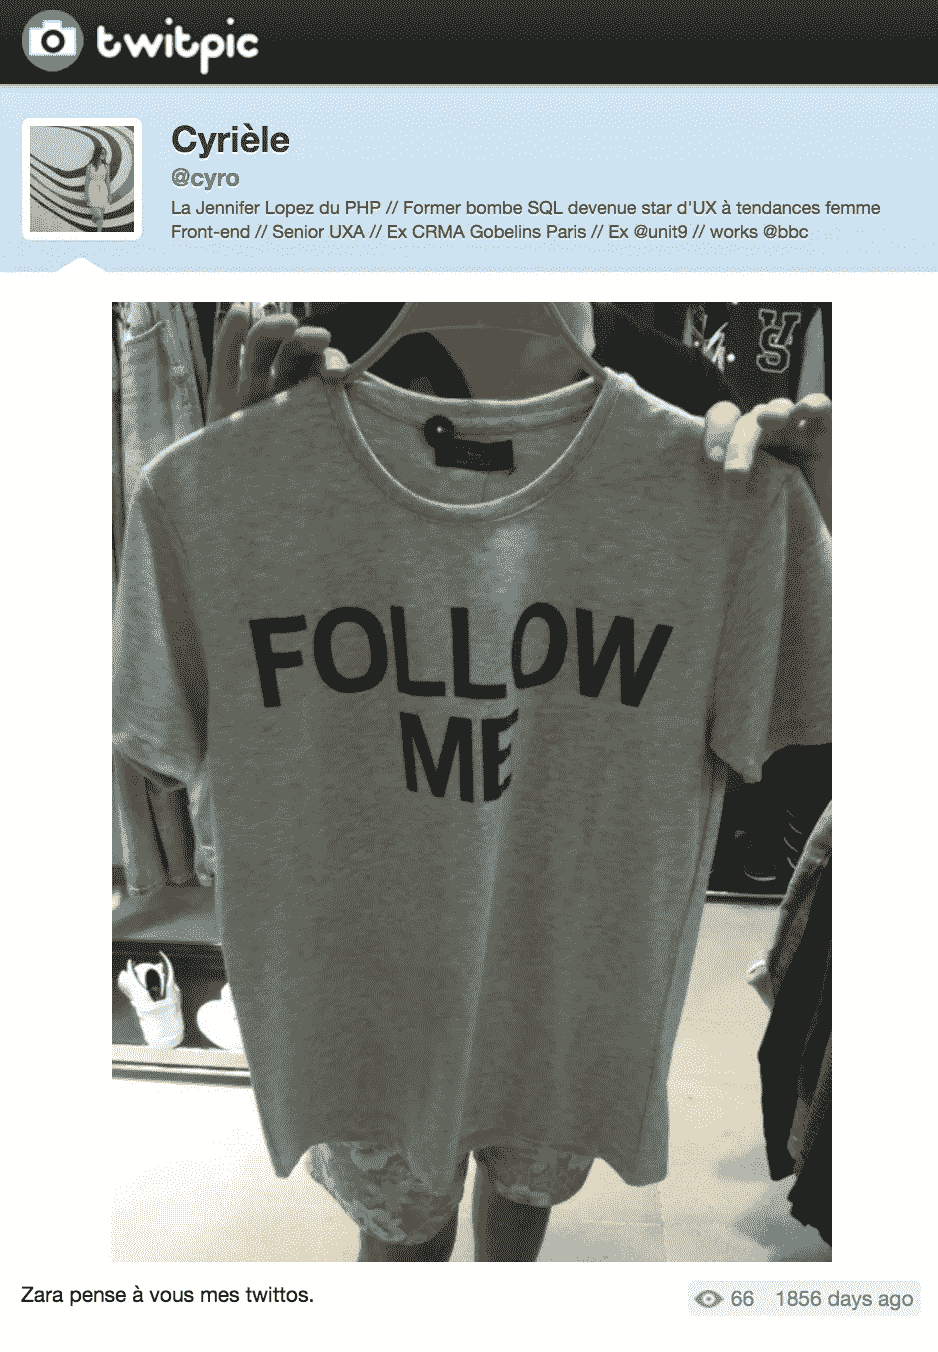 twitpic
Cyrièle
@cyro
La Jennifer Lopez du PHP // Former bombe SQL devenue star d'UX à tendances femme
Front-end // Senior UXA // Ex CRMA Gobelins Paris // Ex @unit9 // works @bbc
FOLLOW
ME
Zara pense à vous mes twittos.
66 1856 days ago